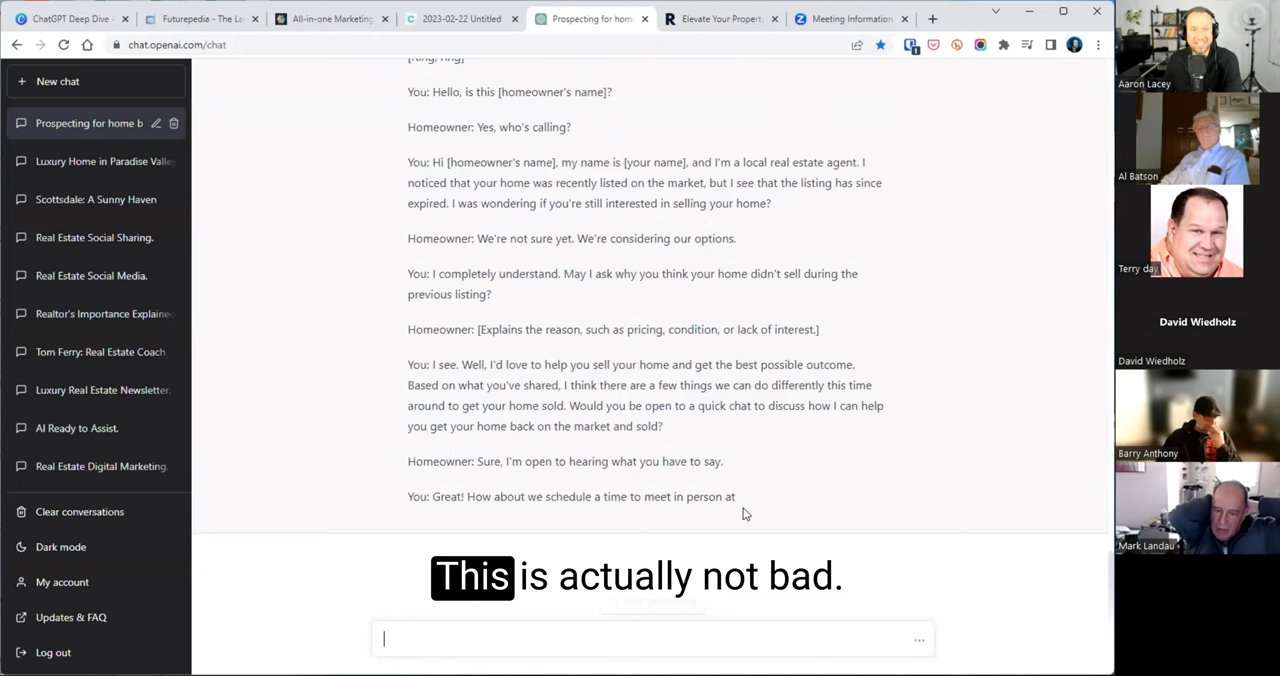 ChatGPT Deep Dive
Futurepedia - The La
All-in-one Marketing
2023-02-22 Untitled
Prospecting for hom
Elevate Your Propert
Meeting Information
chat.openai.com/chat
New chat
Prospecting for home b
Luxury Home in Paradise Valle
Scottsdale: A Sunny Haven
Real Estate Social Sharing.
Real Estate Social Media.
Realtor's Importance Explained
Tom Ferry: Real Estate Coach
Luxury Real Estate Newsletter.
AI Ready to Assist.
Real Estate Digital Marketing.
Clear conversations
Dark mode
My account
Updates & FAQ
Log out
[Ring, ring]
You: Hello, is this [homeowner's name]?
Homeowner: Yes, who's calling?
You: Hi [homeowner's name], my name is [your name], and I'm a local real estate agent. I
noticed that your home was recently listed on the market, but I see that the listing has since
expired. I was wondering if you're still interested in selling your home?
Homeowner: We're not sure yet. We're considering our options.
You: I completely understand. May I ask why you think your home didn't sell during the
previous listing?
Homeowner: [Explains the reason, such as pricing, condition, or lack of interest.]
You: I see. Well, I'd love to help you sell your home and get the best possible outcome.
Based on what you've shared, I think there are a few things we can do differently this time
around to get your home sold. Would you be open to a quick chat to discuss how I can help
you get your home back on the market and sold?
Homeowner: Sure, I'm open to hearing what you have to say.
You: Great! How about we schedule a time to meet in person at
This is actually not bad.
Aaron Lacey
Al Batson
Terry day
David Wiedholz
David Wiedholz
Barry Anthony
Mark Landau